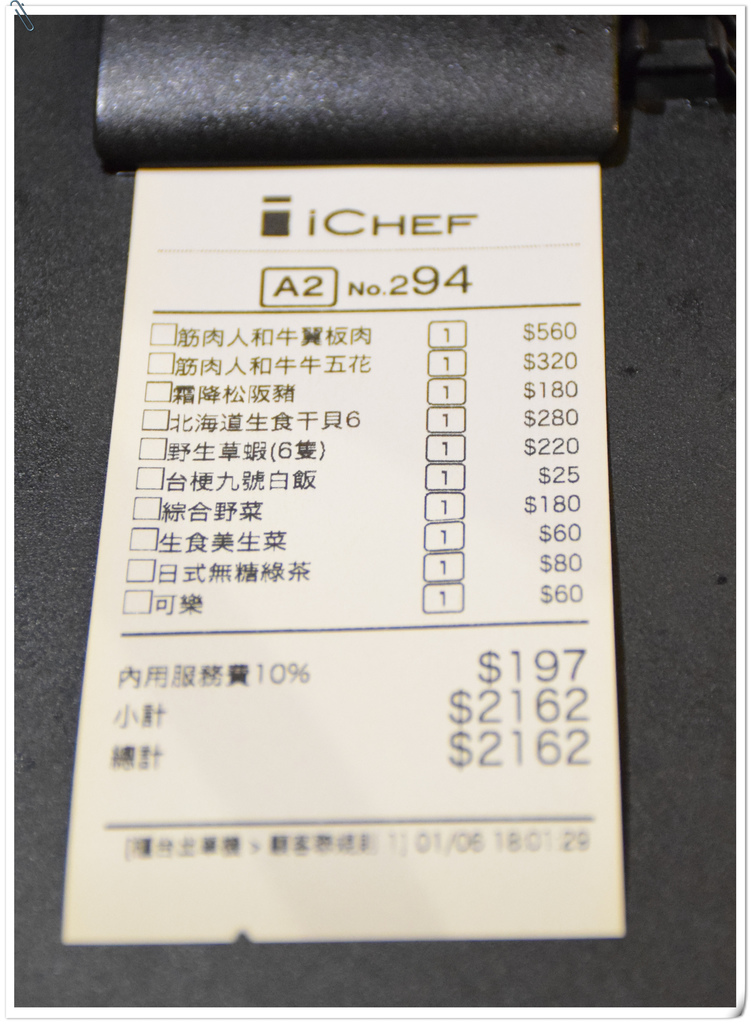 iCHEF
A2 No.294
筋肉人和牛翼板肉 1 $560
筋肉人和牛牛五花 1 $320
霜降松阪豬 1 $180
北海道生食干貝6 1 $280
野生草蝦(6隻) 1 $220
台梗九號白飯 1 $25
綜合野菜 1 $180
生食美生菜 1 $60
日式無糖綠茶 1 $80
可樂 1 $60
內用服務費10% $197
小計 $2162
總計 $2162
1] 01/06 18:01:29